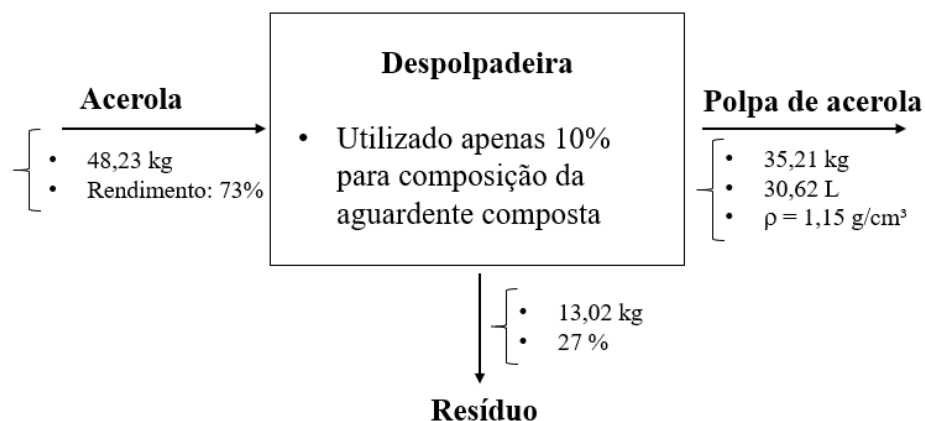 Acerola
• 48,23 kg
• Rendimento: 73%
Despolpadeira
• Utilizado apenas 10%
para composição da
aguardente composta
Polpa de acerola
• 35,21 kg
• 30,62 L
• ρ = 1,15 g/cm³
• 13,02 kg
• 27 %
Resíduo